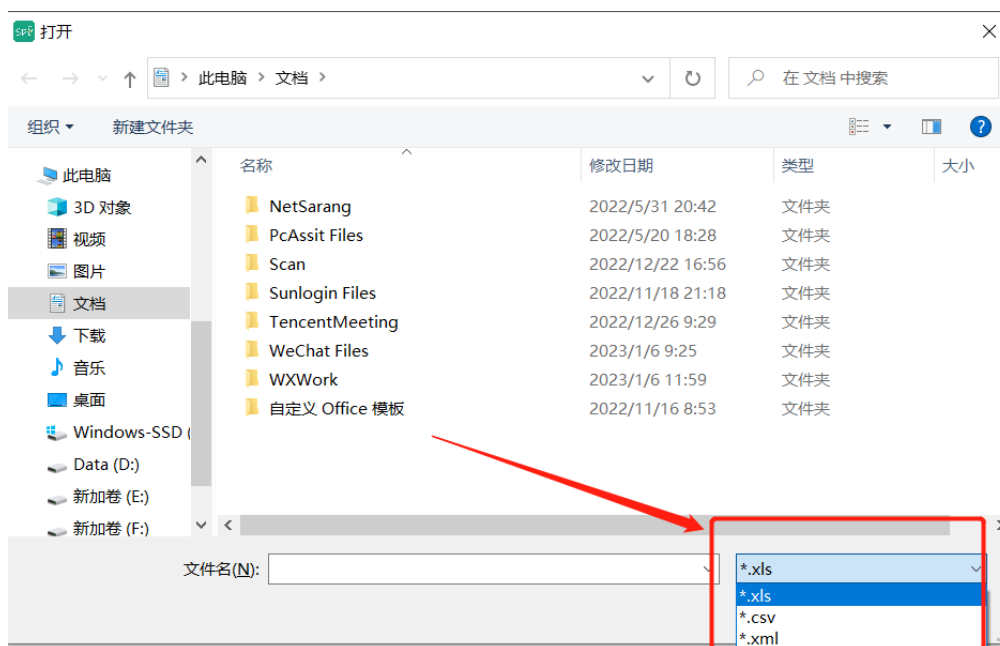 打开
此电脑 > 文档 >
在 文档 中搜索
组织 新建文件夹
名称 修改日期 类型 大小
此电脑
3D 对象
视频
图片
文档
下载
音乐
桌面
Windows-SSD (
Data (D:)
新加卷 (E:)
新加卷 (F:)
NetSarang 2022/5/31 20:42 文件夹
PcAssit Files 2022/5/20 18:28 文件夹
Scan 2022/12/22 16:56 文件夹
Sunlogin Files 2022/11/18 21:18 文件夹
TencentMeeting 2022/12/26 9:29 文件夹
WeChat Files 2023/1/6 9:25 文件夹
WXWork 2023/1/6 11:59 文件夹
自定义 Office 模板 2022/11/16 8:53 文件夹
文件名(N):
*.xls
*.xls
*.csv
*.xml